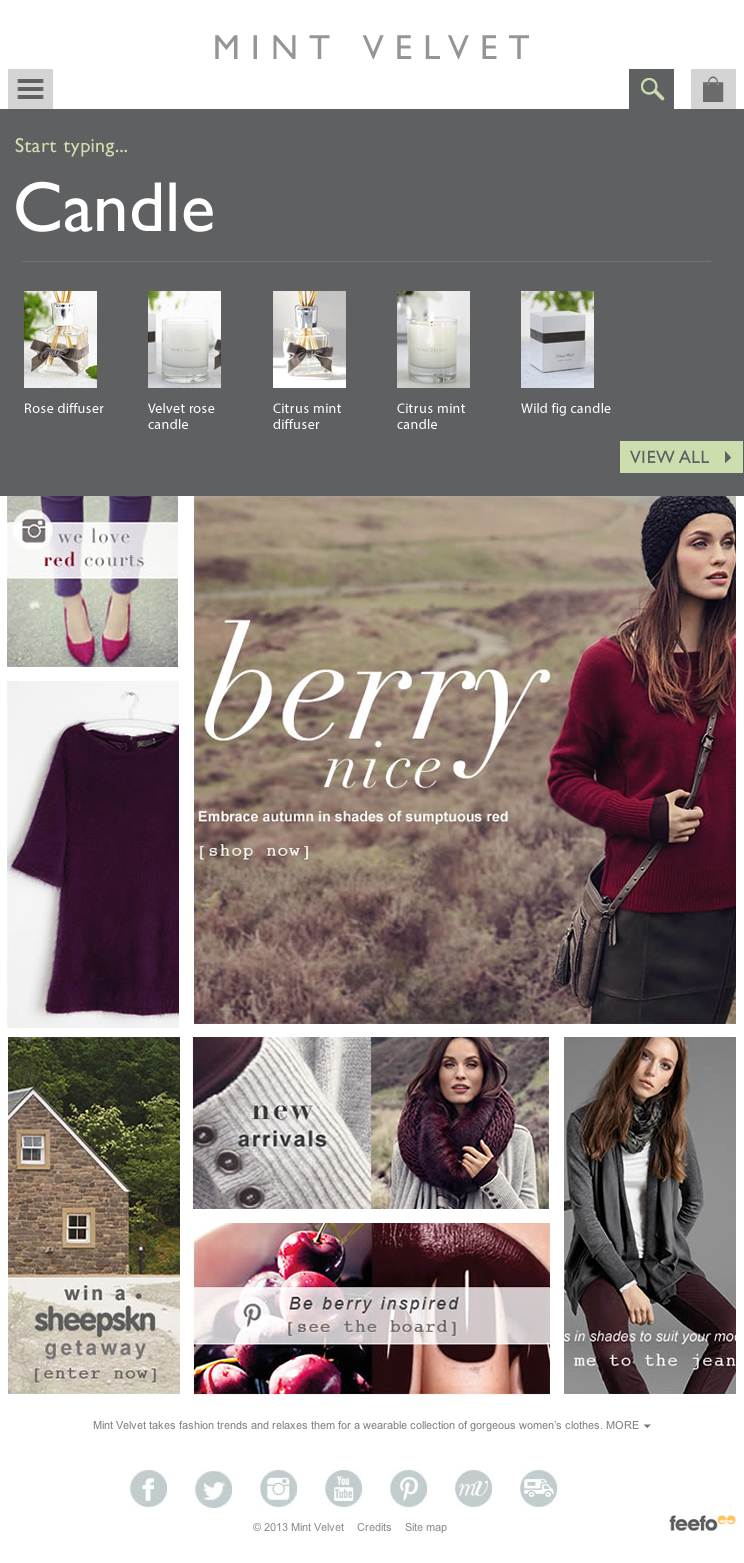 MINT VELVET
Start typing...
Candle
Rose diffuser
Velvet rose
candle
Citrus mint
diffuser
Citrus mint
candle
Wild fig candle
VIEW ALL
we love
red courts
berry
nice
Embrace autumn in shades of sumptuous red
[shop now]
new
arrivals
win a
sheepskn
getaway
[enter now]
Be berry inspired
[see the board]
s in shades to suit your moo
me to the jean
Mint Velvet takes fashion trends and relaxes them for a wearable collection of gorgeous women's clothes. MORE
You
Tube
mv
© 2013 Mint Velvet Credits Site map
feefo